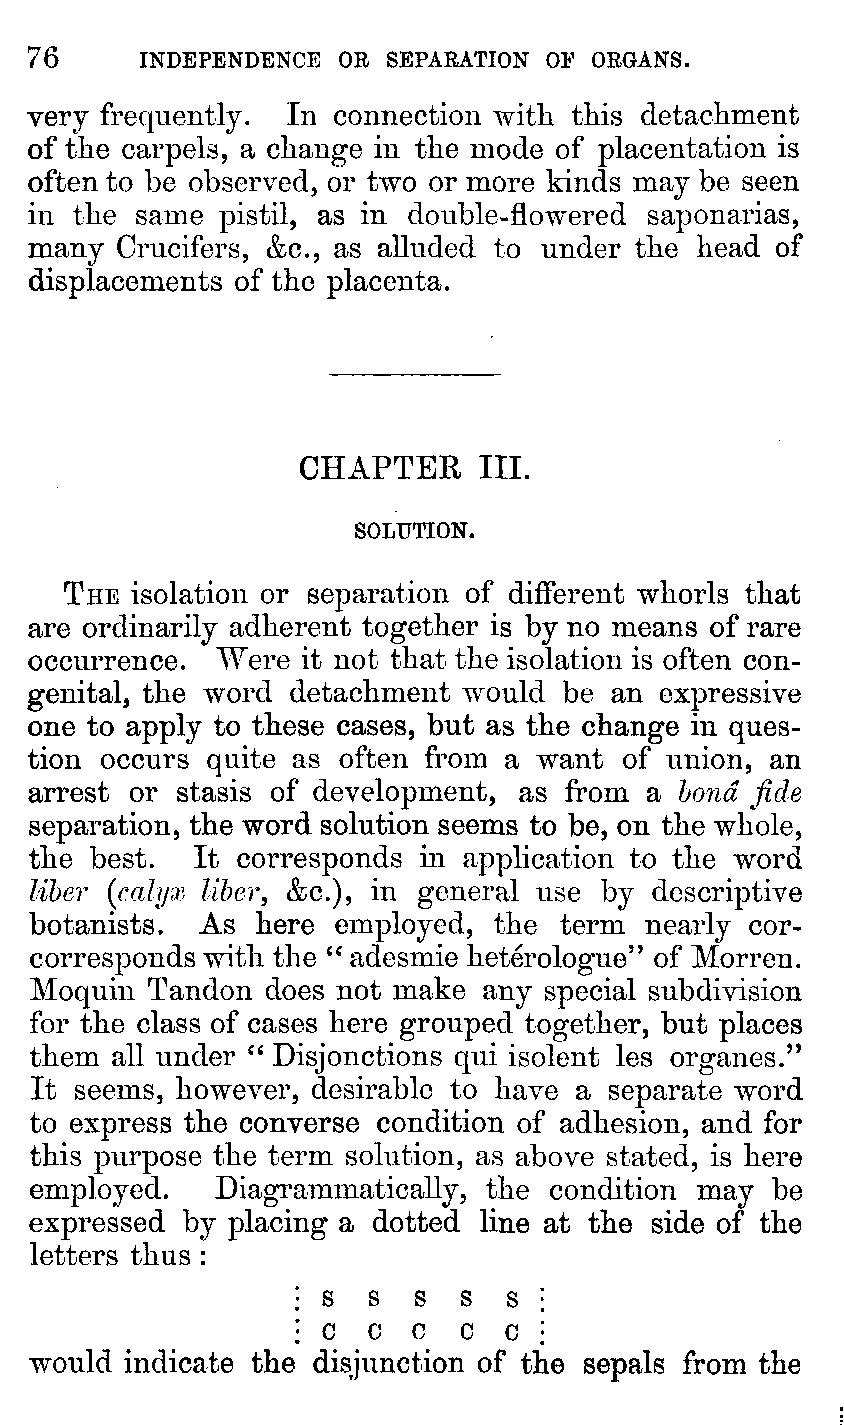 76 INDEPENDENCE OR SEPARATION OF ORGANS.
very frequently. In connection with this detachment
of the carpels, a change in the mode of placentation is
often to be observed, or two or more kinds may be seen
in the same pistil, as in double-flowered saponarias,
many Crucifers, &c., as alluded to under the head of
displacements of the placenta.
CHAPTER III.
SOLUTION.
THE isolation or separation of different whorls that
are ordinarily adherent together is by no means of rare
occurrence. Were it not that the isolation is often con-
genital, the word detachment would be an expressive
one to apply to these cases, but as the change in ques-
tion occurs quite as often from a want of union, an
arrest or stasis of development, as from a bonâ fide
separation, the word solution seems to be, on the whole,
the best. It corresponds in application to the word
liber (calyx liber, &c.), in general use by descriptive
botanists. As here employed, the term nearly cor-
corresponds with the "adesmie hetérologue" of Morren.
Moquin Tandon does not make any special subdivision
for the class of cases here grouped together, but places
them all under "Disjonctions qui isolent les organes."
It seems, however, desirable to have a separate word
to express the converse condition of adhesion, and for
this purpose the term solution, as above stated, is here
employed. Diagrammatically, the condition may be
expressed by placing a dotted line at the side of the
letters thus:
⋮ S S S S S ⋮
⋮ C C C C C ⋮
would indicate the disjunction of the sepals from the